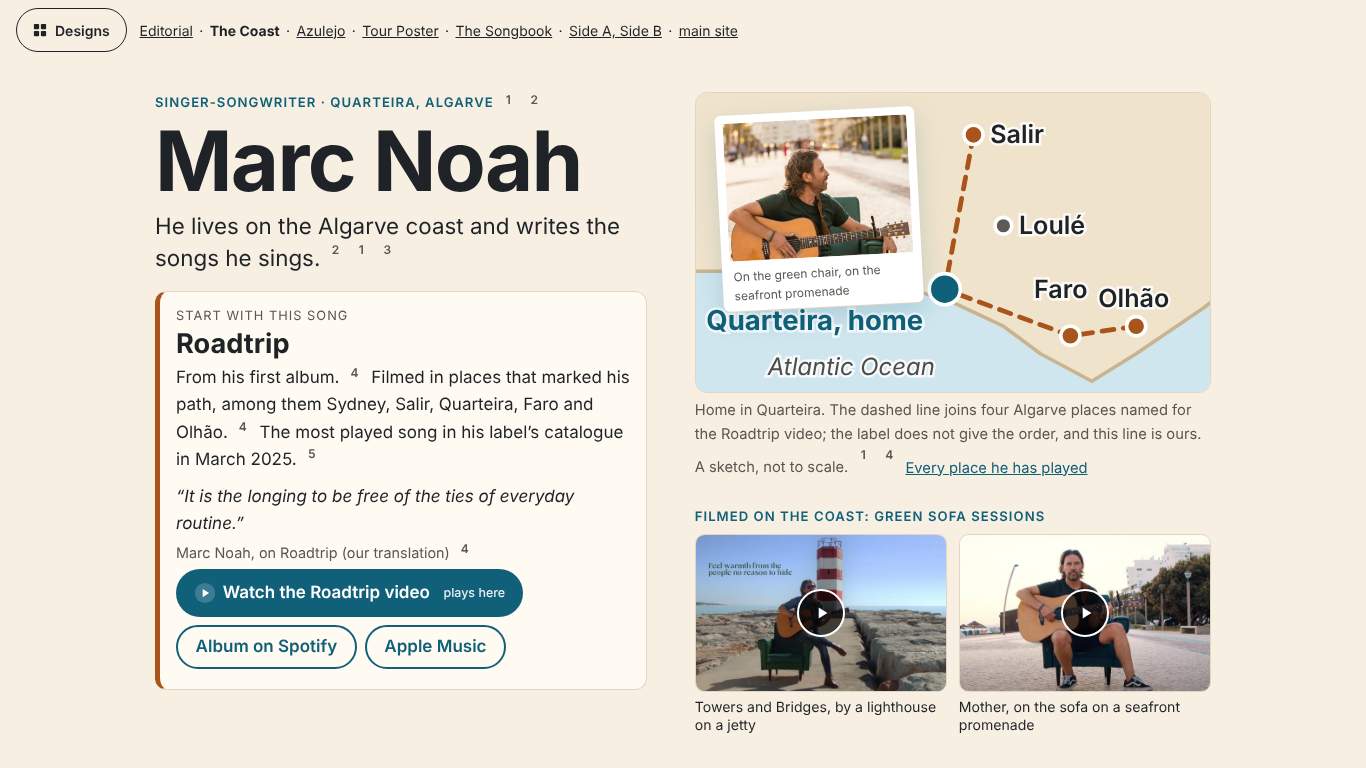 Designs
Editorial · The Coast · Azulejo · Tour Poster · The Songbook · Side A, Side B · main site
SINGER-SONGWRITER · QUARTEIRA, ALGARVE 1 2
Marc Noah
He lives on the Algarve coast and writes the
songs he sings. 2 1 3
START WITH THIS SONG
Roadtrip
From his first album. 4 Filmed in places that marked his
path, among them Sydney, Salir, Quarteira, Faro and
Olhão. 4 The most played song in his label’s catalogue
in March 2025. 5
“It is the longing to be free of the ties of everyday
routine.”
Marc Noah, on Roadtrip (our translation) 4
Watch the Roadtrip video plays here
Album on Spotify
Apple Music
On the green chair, on the
seafront promenade
Salir
Loulé
Faro
Olhão
Quarteira, home
Atlantic Ocean
Home in Quarteira. The dashed line joins four Algarve places named for
the Roadtrip video; the label does not give the order, and this line is ours.
A sketch, not to scale. 1 4 Every place he has played
FILMED ON THE COAST: GREEN SOFA SESSIONS
Feel warmth from the
people no reason to hide
Towers and Bridges, by a lighthouse
on a jetty
Mother, on the sofa on a seafront
promenade